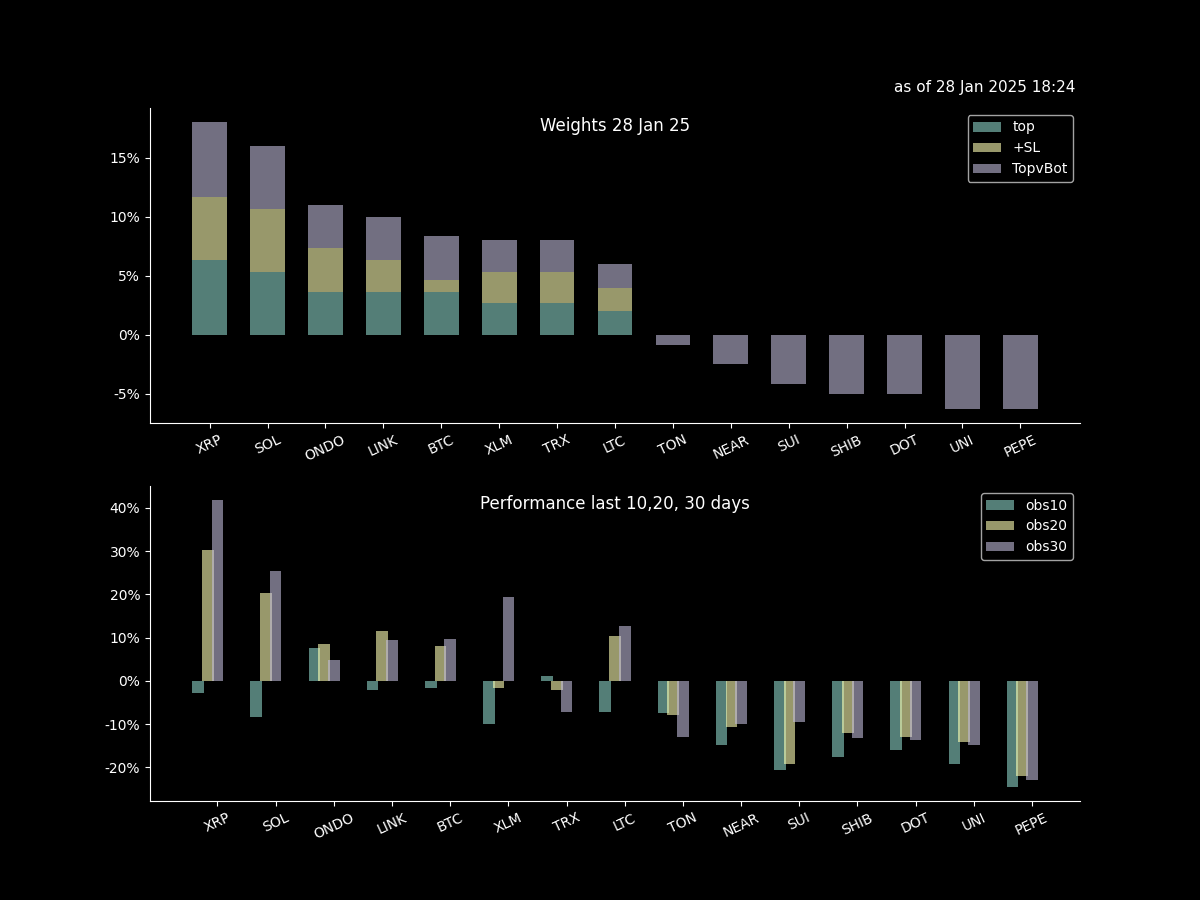 as of 28 Jan 2025 18:24
Weights 28 Jan 25
top
+SL
TopvBot
15%
10%
5%
0%
-5%
XRP SOL ONDO LINK BTC XLM TRX LTC TON NEAR SUI SHIB DOT UNI PEPE
Performance last 10,20, 30 days
obs10
obs20
obs30
40%
30%
20%
10%
0%
-10%
-20%
XRP SOL ONDO LINK BTC XLM TRX LTC TON NEAR SUI SHIB DOT UNI PEPE